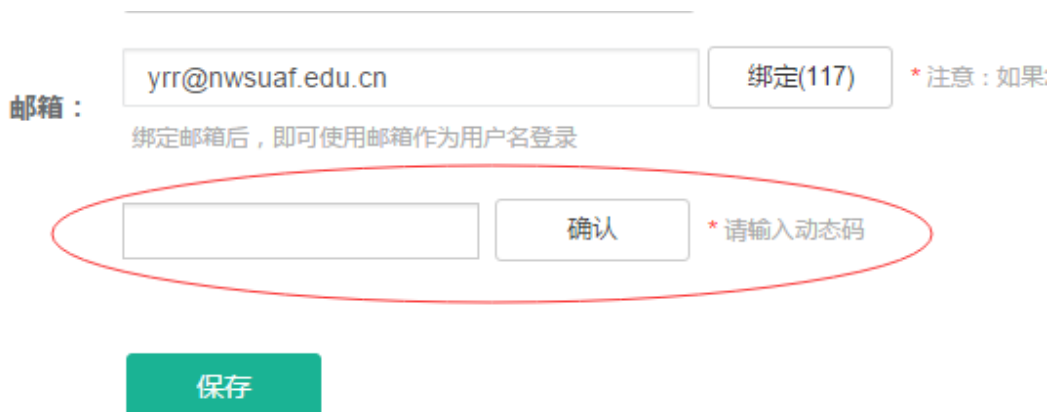 yrr@nwsuaf.edu.cn 绑定(117) *注意：如果
邮箱：
绑定邮箱后，即可使用邮箱作为用户名登录
确认 *请输入动态码
保存